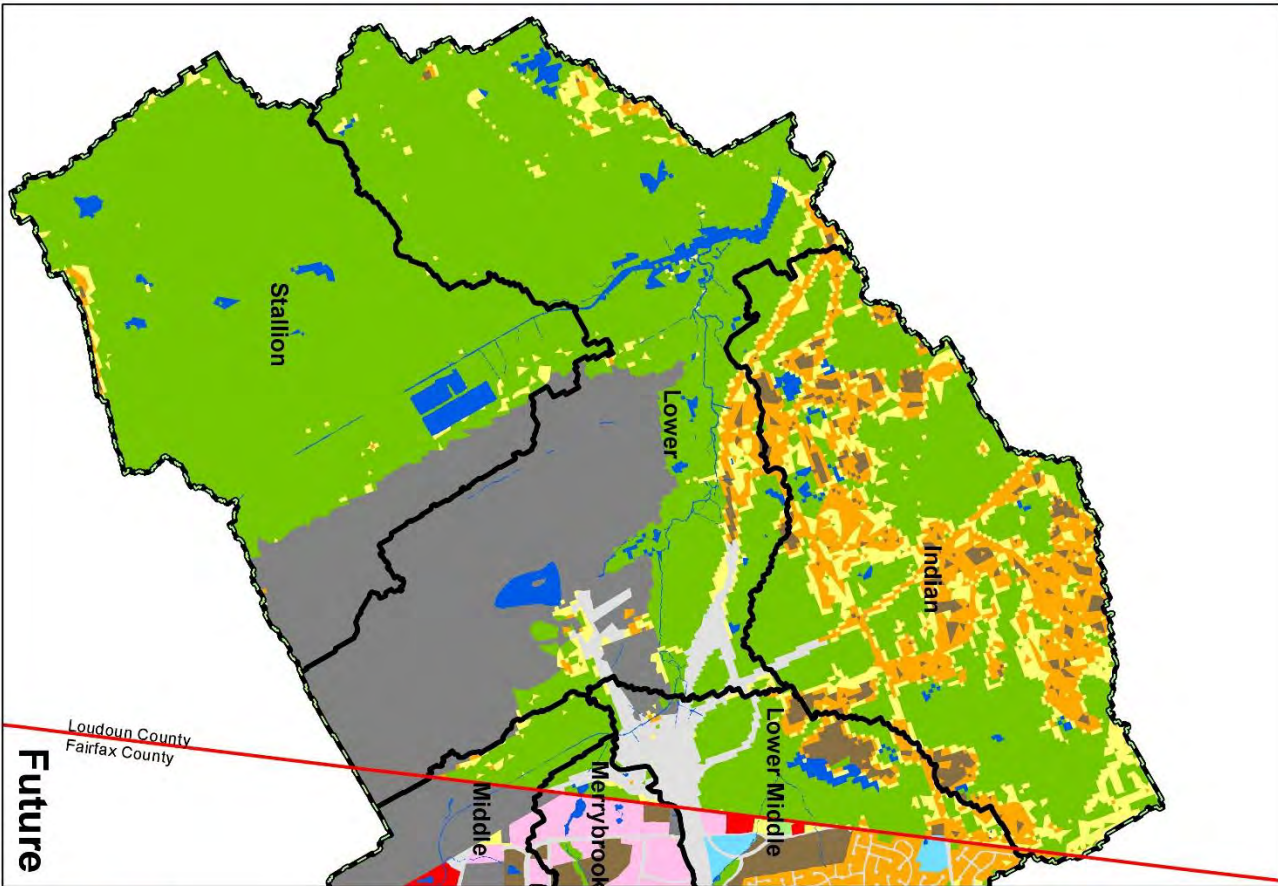 Stallion
Lower
Indian
Lower Middle
Merrybrook
Middle
Loudoun County
Fairfax County
Future